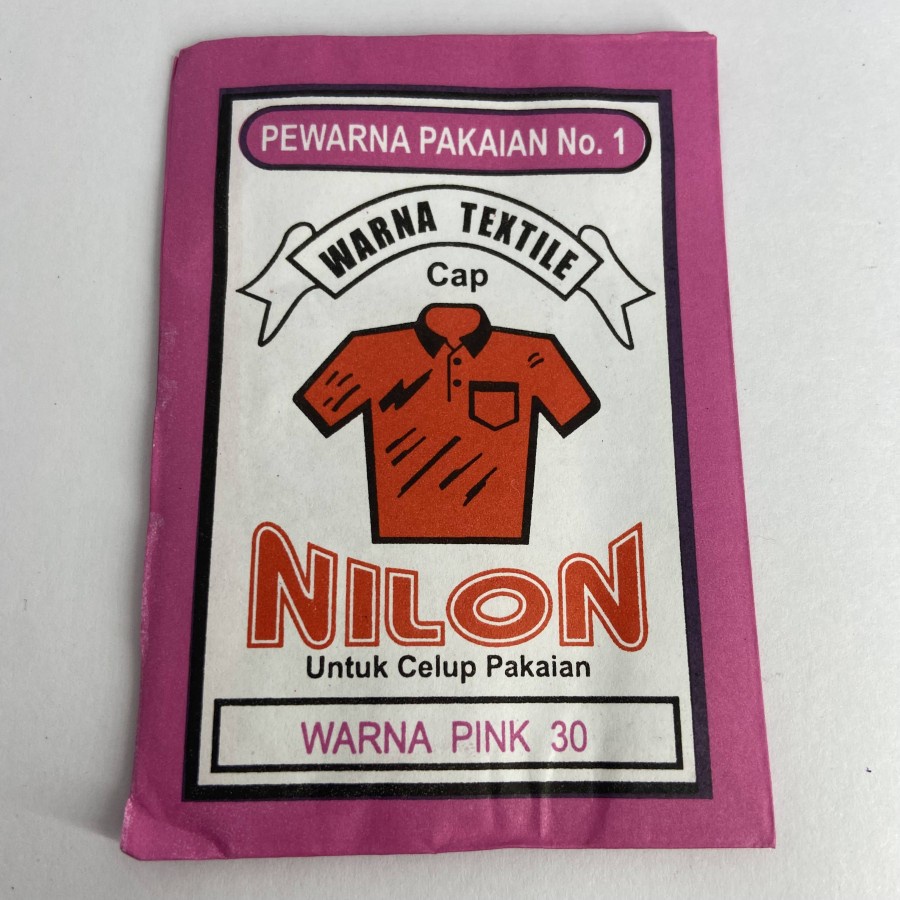 PEWARNA PAKAIAN No. 1
WARNA TEXTILE
Cap
NILON
Untuk Celup Pakaian
WARNA PINK 30